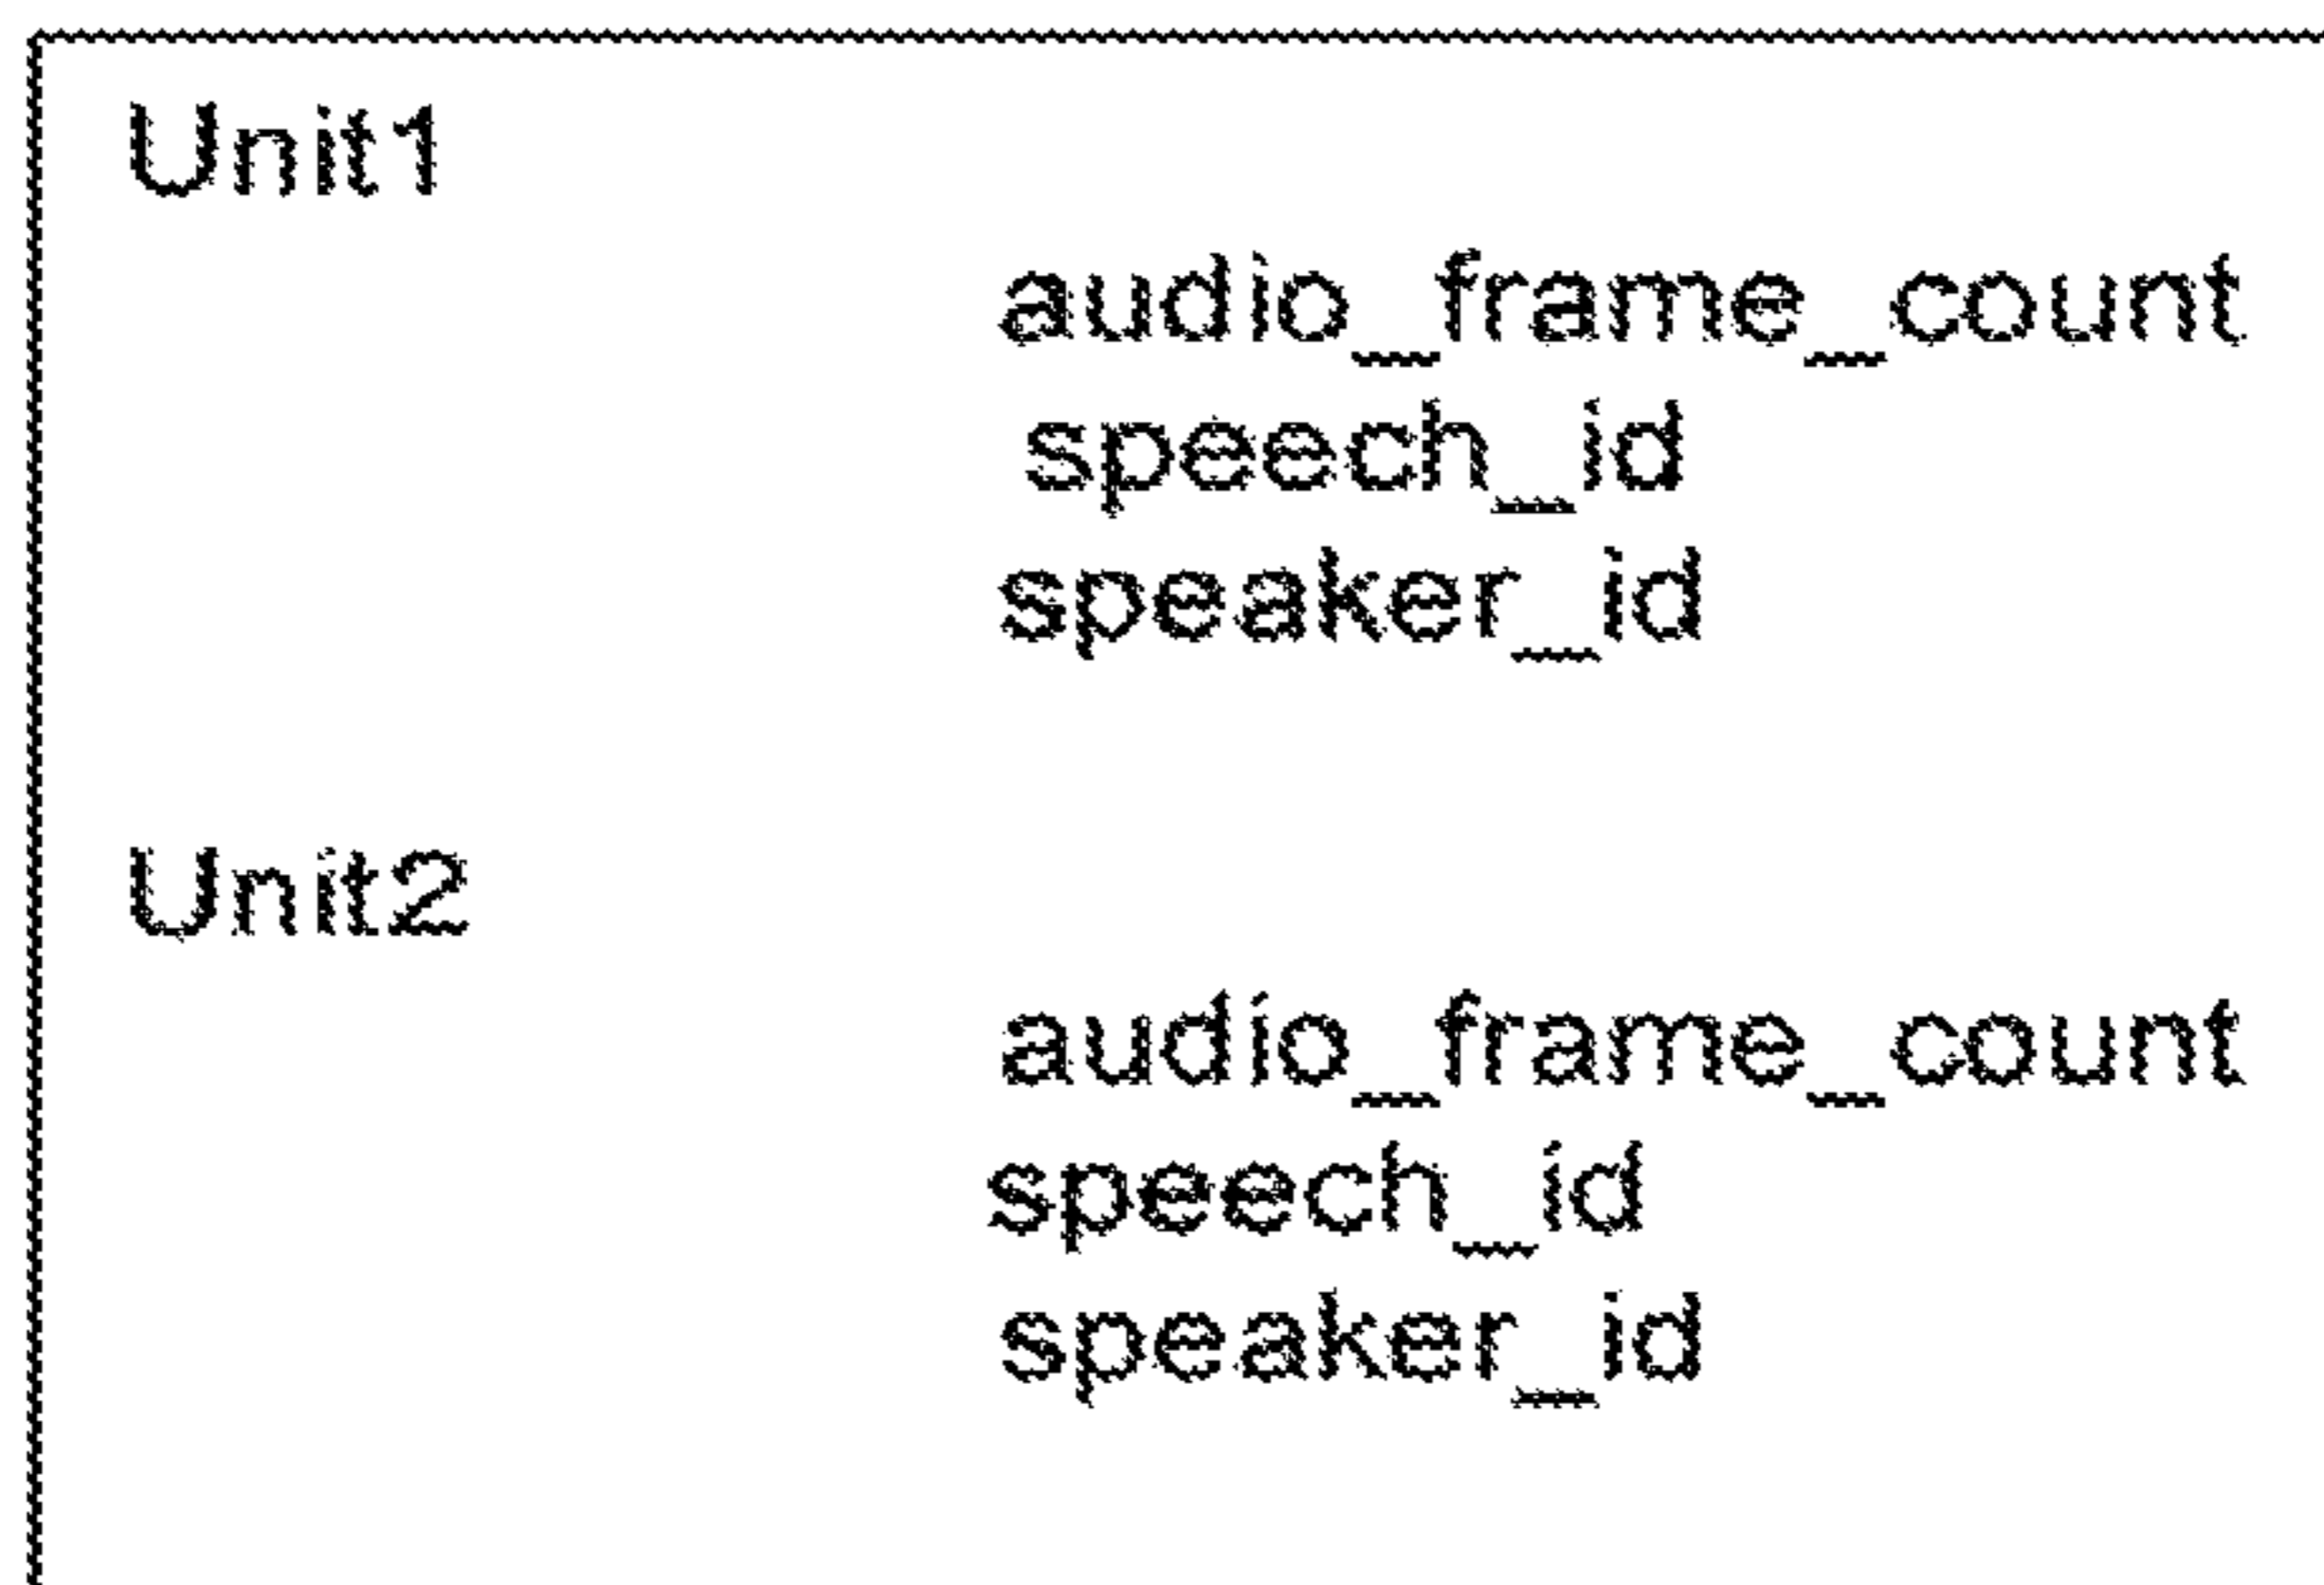 Unit1
audio_frame_count
speech_id
speaker_id
Unit2
audio_frame_count
speech_id
speaker_id